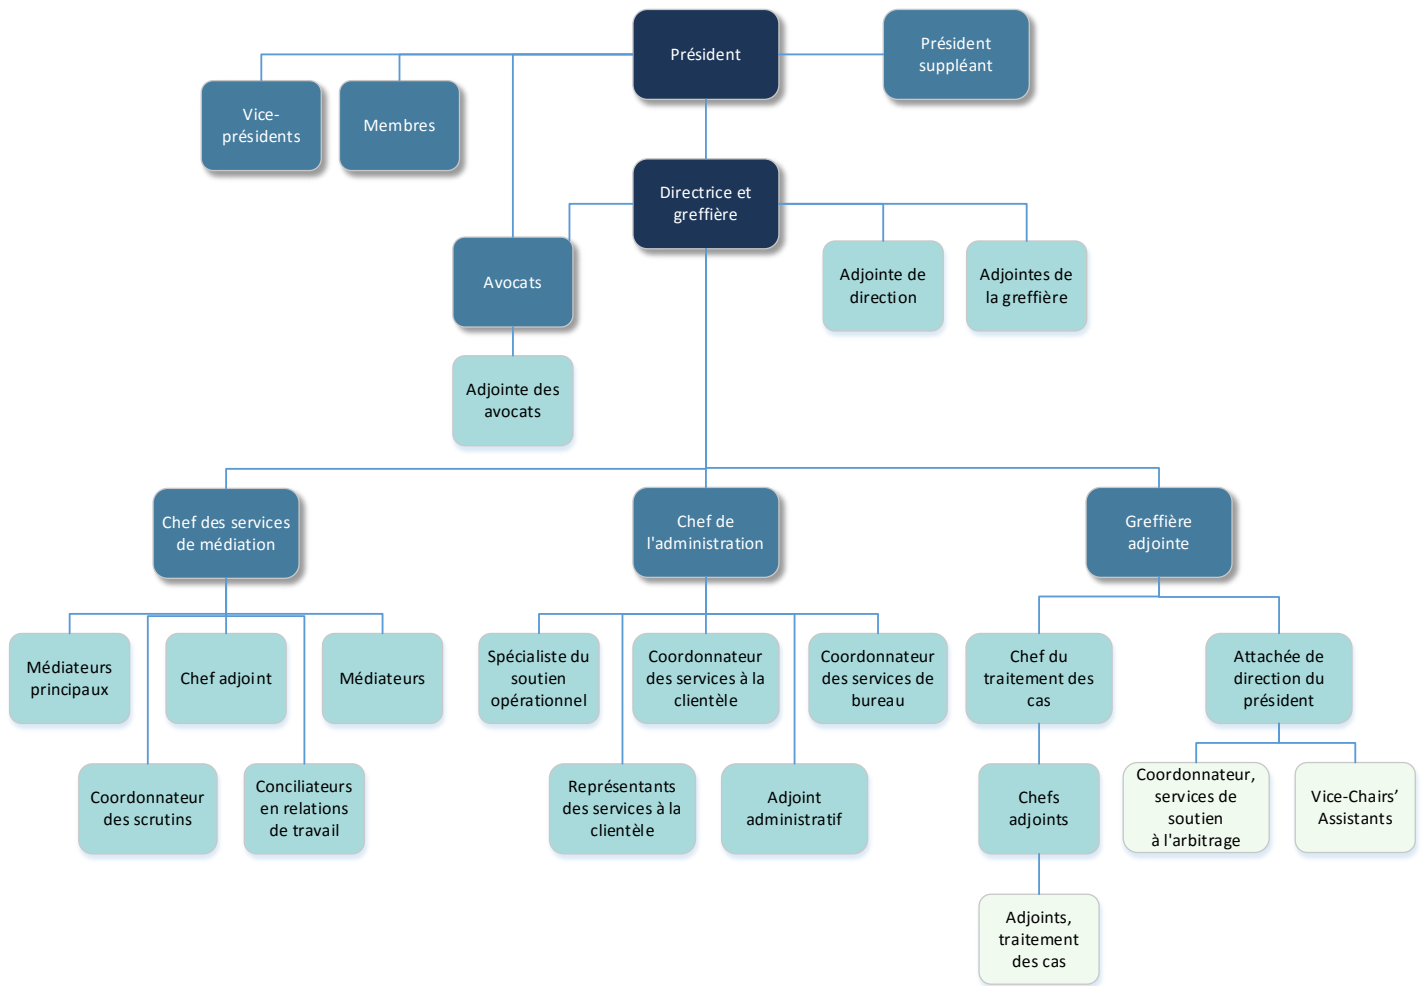 Président
Président
suppléant
Vice-
présidents
Membres
Directrice et
greffière
Avocats
Adjointe de
direction
Adjointes de
la greffière
Adjointe des
avocats
Chef des services
de médiation
Chef de
l'administration
Greffière
adjointe
Médiateurs
principaux
Chef adjoint
Médiateurs
Spécialiste du
soutien
opérationnel
Coordonnateur
des services à la
clientèle
Coordonnateur
des services de
bureau
Chef du
traitement des
cas
Attachée de
direction du
président
Coordonnateur
des scrutins
Conciliateurs
en relations
de travail
Représentants
des services à la
clientèle
Adjoint
administratif
Chefs
adjoints
Coordonnateur,
services de
soutien
à l'arbitrage
Vice-Chairs’
Assistants
Adjoints,
traitement
des cas